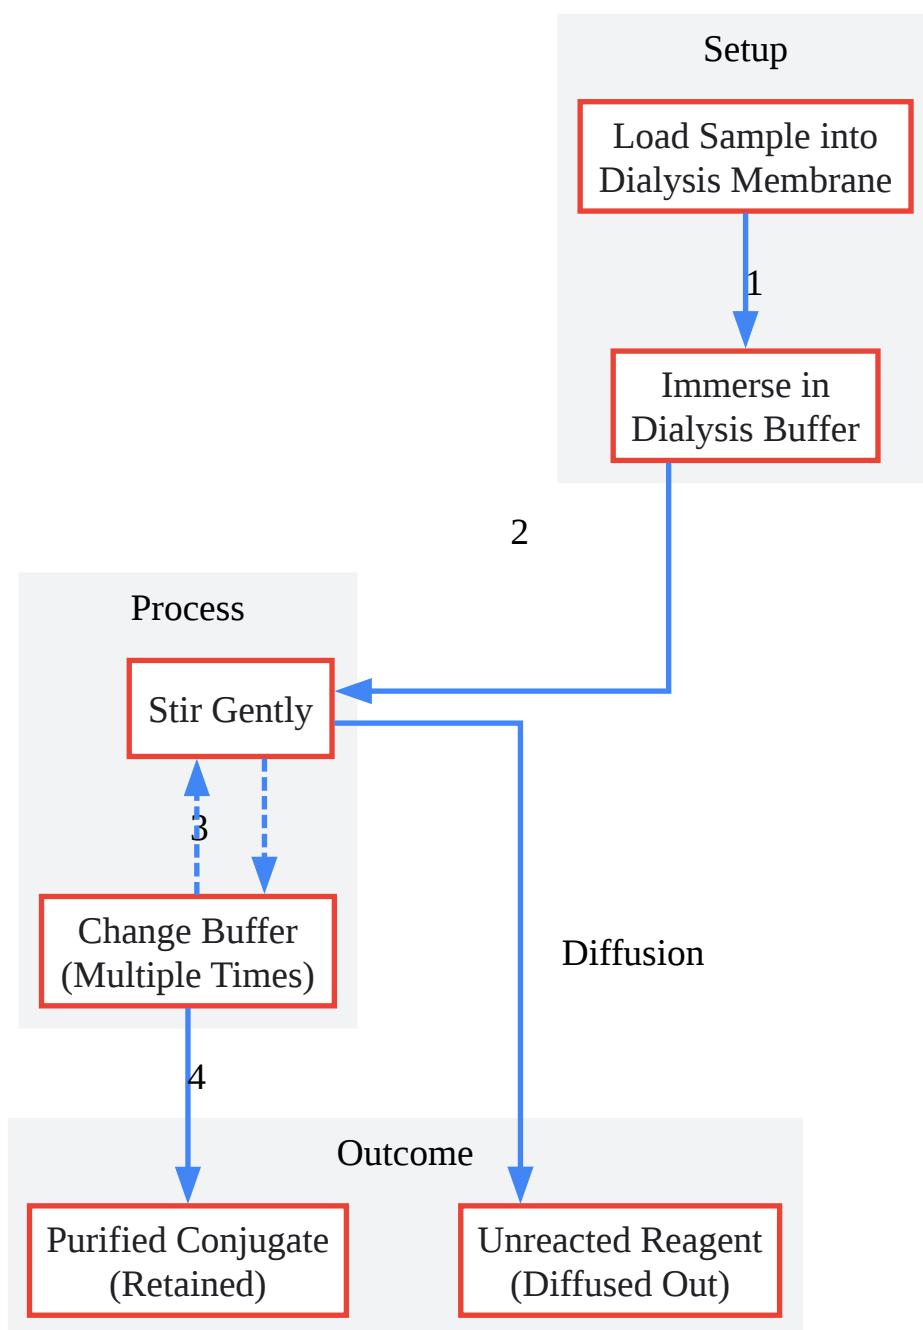 Setup
Load Sample into
Dialysis Membrane
1
Immerse in
Dialysis Buffer
2
Process
Stir Gently
3
Change Buffer
(Multiple Times)
Diffusion
4
Outcome
Purified Conjugate
(Retained)
Unreacted Reagent
(Diffused Out)